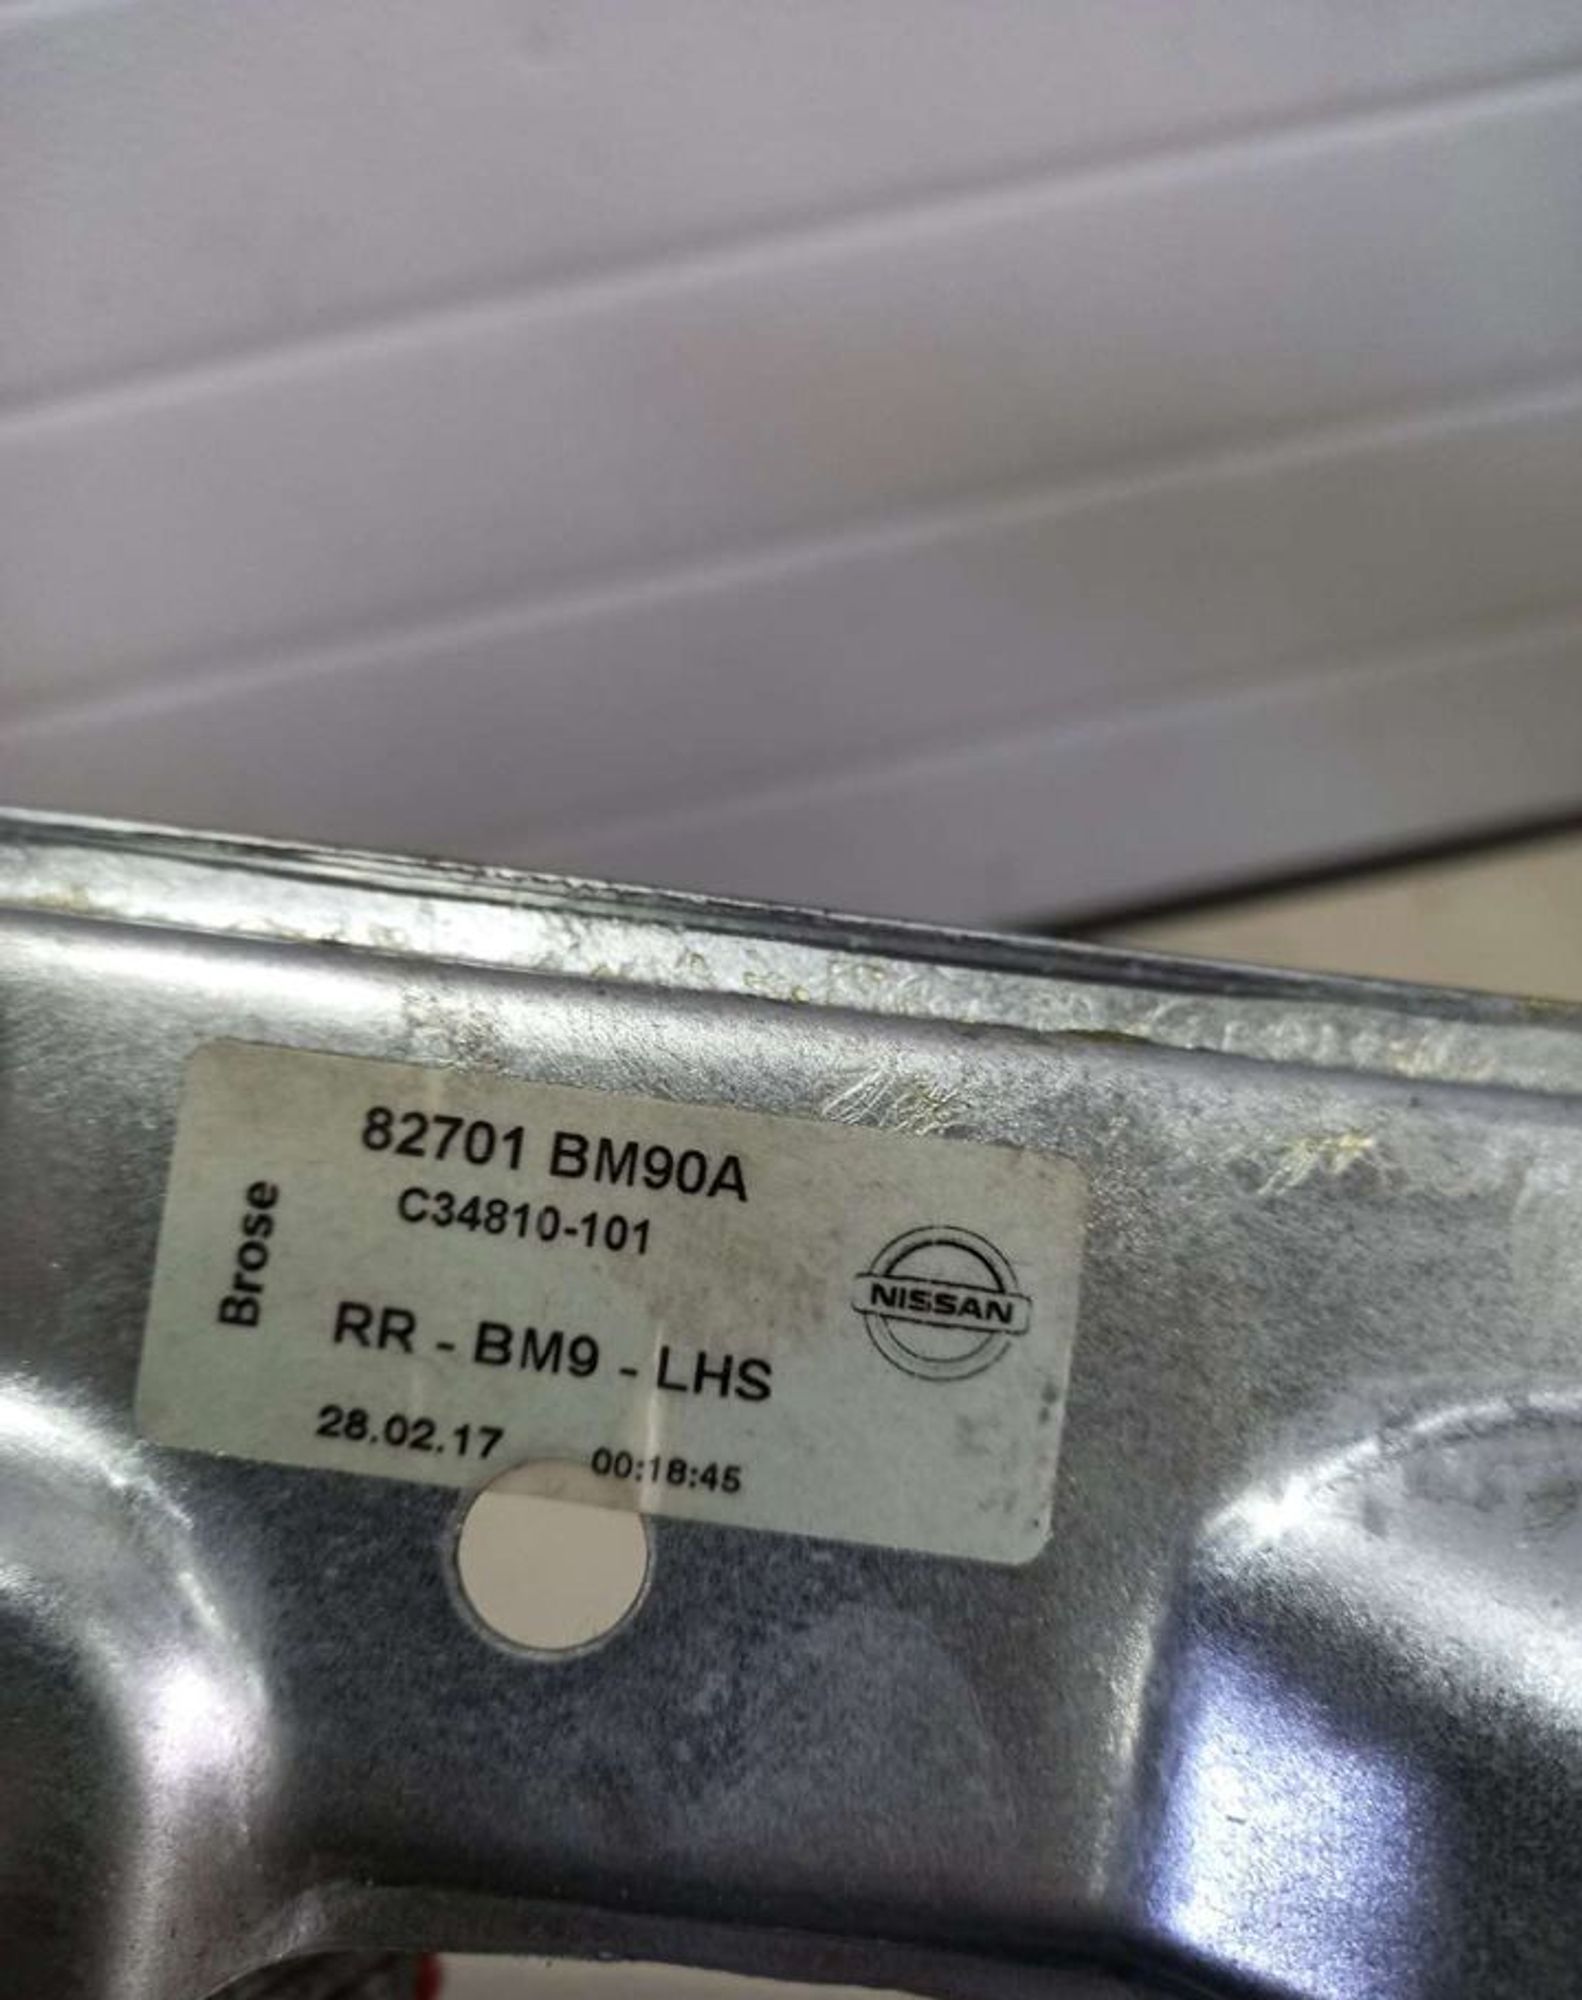 82701 BM90A
C34810-101
Brose
NISSAN
RR - BM9 - LHS
28.02.17 00:18:45